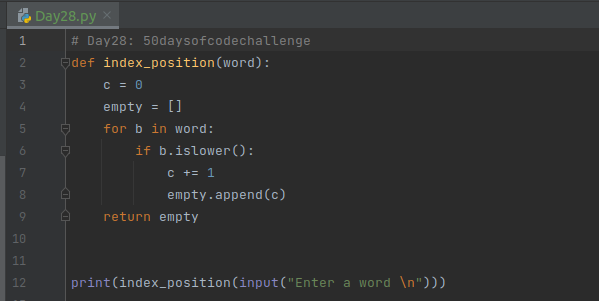 Day28.py
1 # Day28: 50daysofcodechallenge
2 def index_position(word):
3     c = 0
4     empty = []
5     for b in word:
6         if b.islower():
7             c += 1
8             empty.append(c)
9     return empty
10
11
12 print(index_position(input("Enter a word \n")))